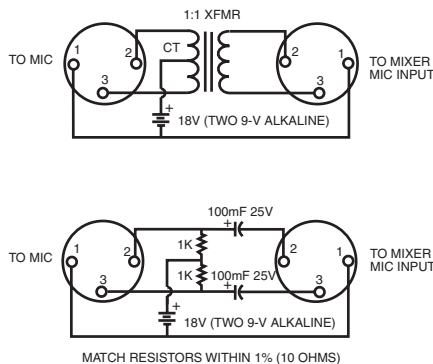 1:1 XFMR
TO MIC
1
2
3
CT
+
18V (TWO 9-V ALKALINE)
2
1
3
TO MIXER
MIC INPUT
100mF 25V
+
TO MIC
1
2
3
1K
1K
100mF 25V
+
+
18V (TWO 9-V ALKALINE)
2
1
3
TO MIXER
MIC INPUT
MATCH RESISTORS WITHIN 1% (10 OHMS)